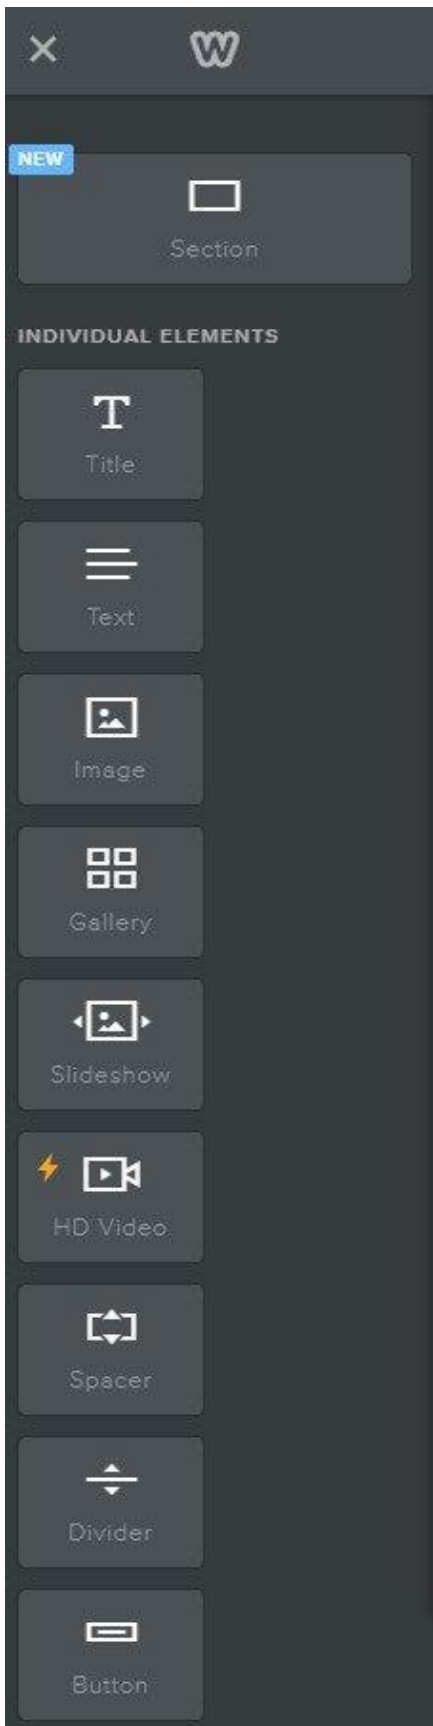 NEW
Section
INDIVIDUAL ELEMENTS
Title
Text
Image
Gallery
Slideshow
HD Video
Spacer
Divider
Button